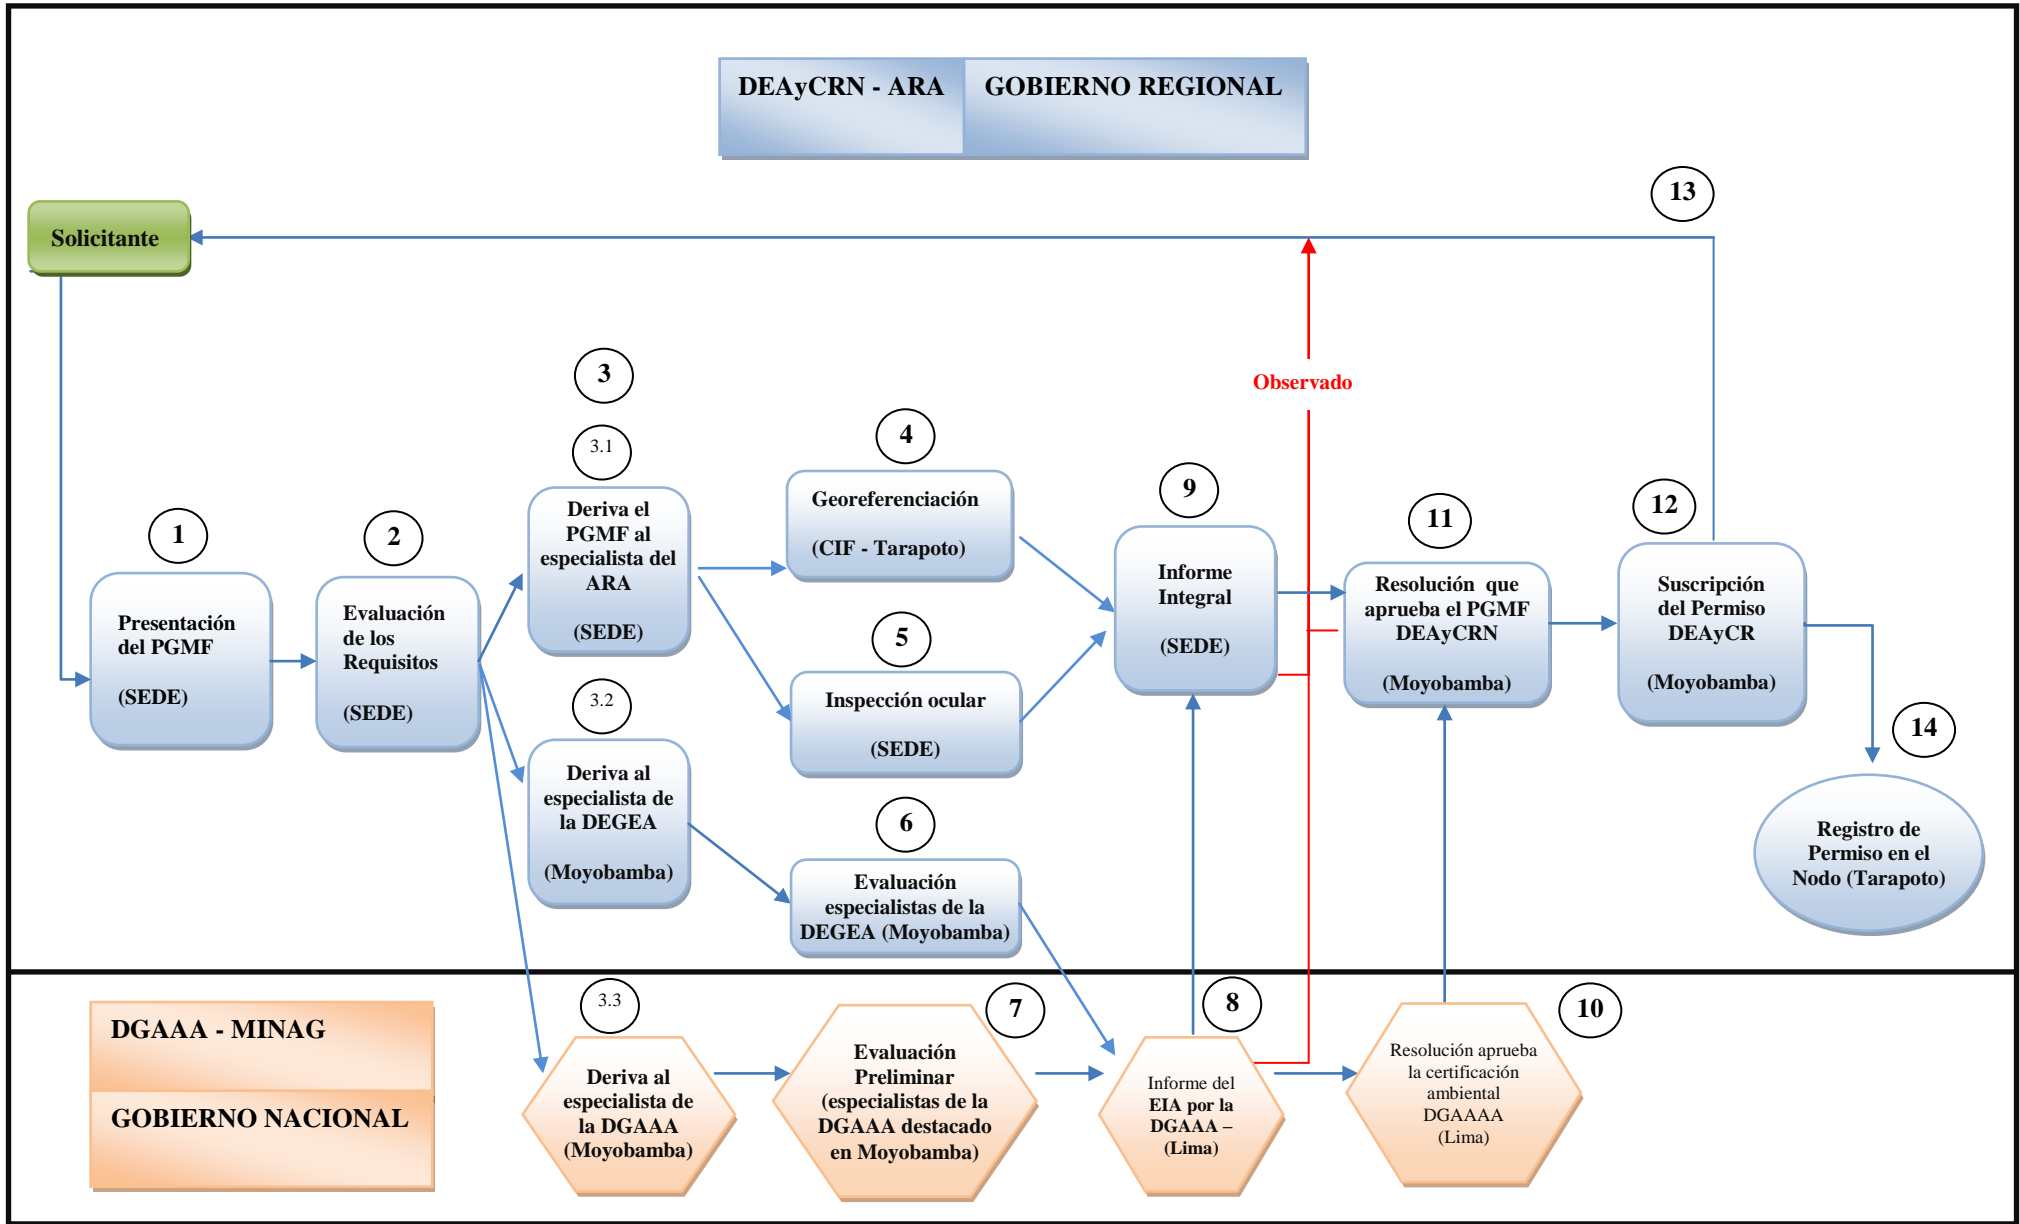 DEAyCRN - ARA
GOBIERNO REGIONAL
13
Solicitante
Observado
3
3.1
Deriva el
PGMF al
especialista del
ARA
(SEDE)
4
Georeferenciación
(CIF - Tarapoto)
9
Informe
Integral
(SEDE)
11
Resolución que
aprueba el PGMF
DEAyCRN
(Moyobamba)
12
Suscripción
del Permiso
DEAyCR
(Moyobamba)
1
Presentación
del PGMF
(SEDE)
2
Evaluación
de los
Requisitos
(SEDE)
5
Inspección ocular
(SEDE)
3.2
Deriva al
especialista de
la DEGEA
(Moyobamba)
6
Evaluación
especialistas de la
DEGEA (Moyobamba)
14
Registro de
Permiso en el
Nodo (Tarapoto)
DGAAA - MINAG
GOBIERNO NACIONAL
3.3
Deriva al
especialista de
la DGAAA
(Moyobamba)
7
Evaluación
Preliminar
(especialistas de la
DGAAA destacado
en Moyobamba)
8
Informe del
EIA por la
DGAAA –
(Lima)
10
Resolución aprueba
la certificación
ambiental
DGAAAA
(Lima)